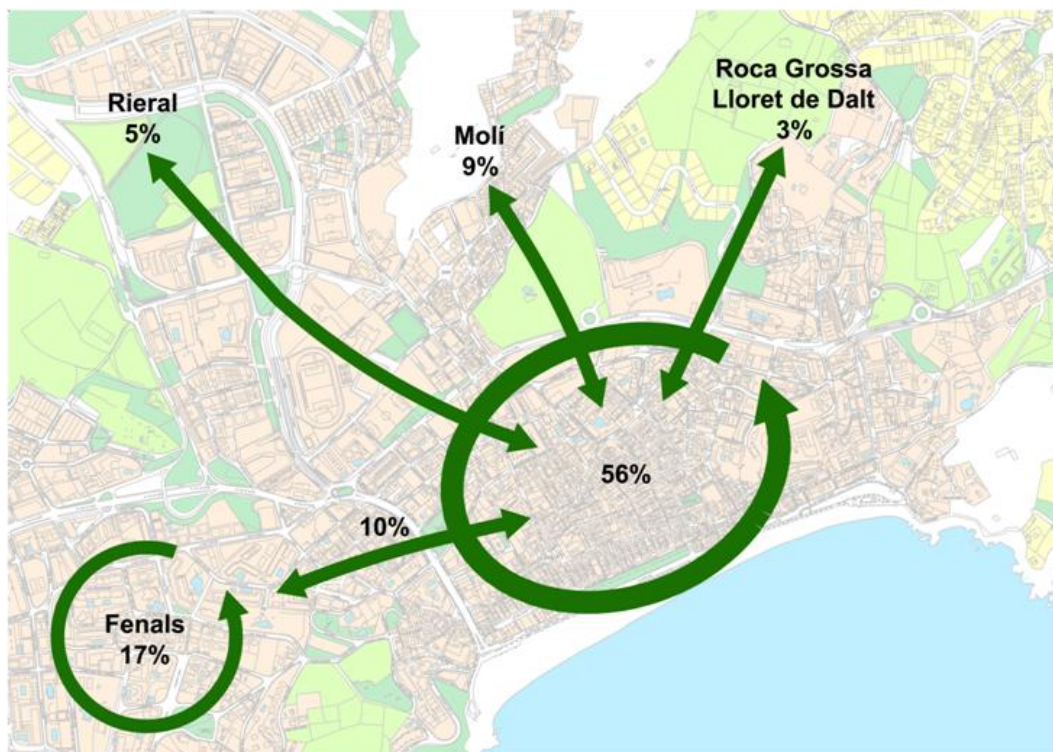 Rieral
5%
Molí
9%
Roca Grossa
Lloret de Dalt
3%
56%
10%
Fenals
17%